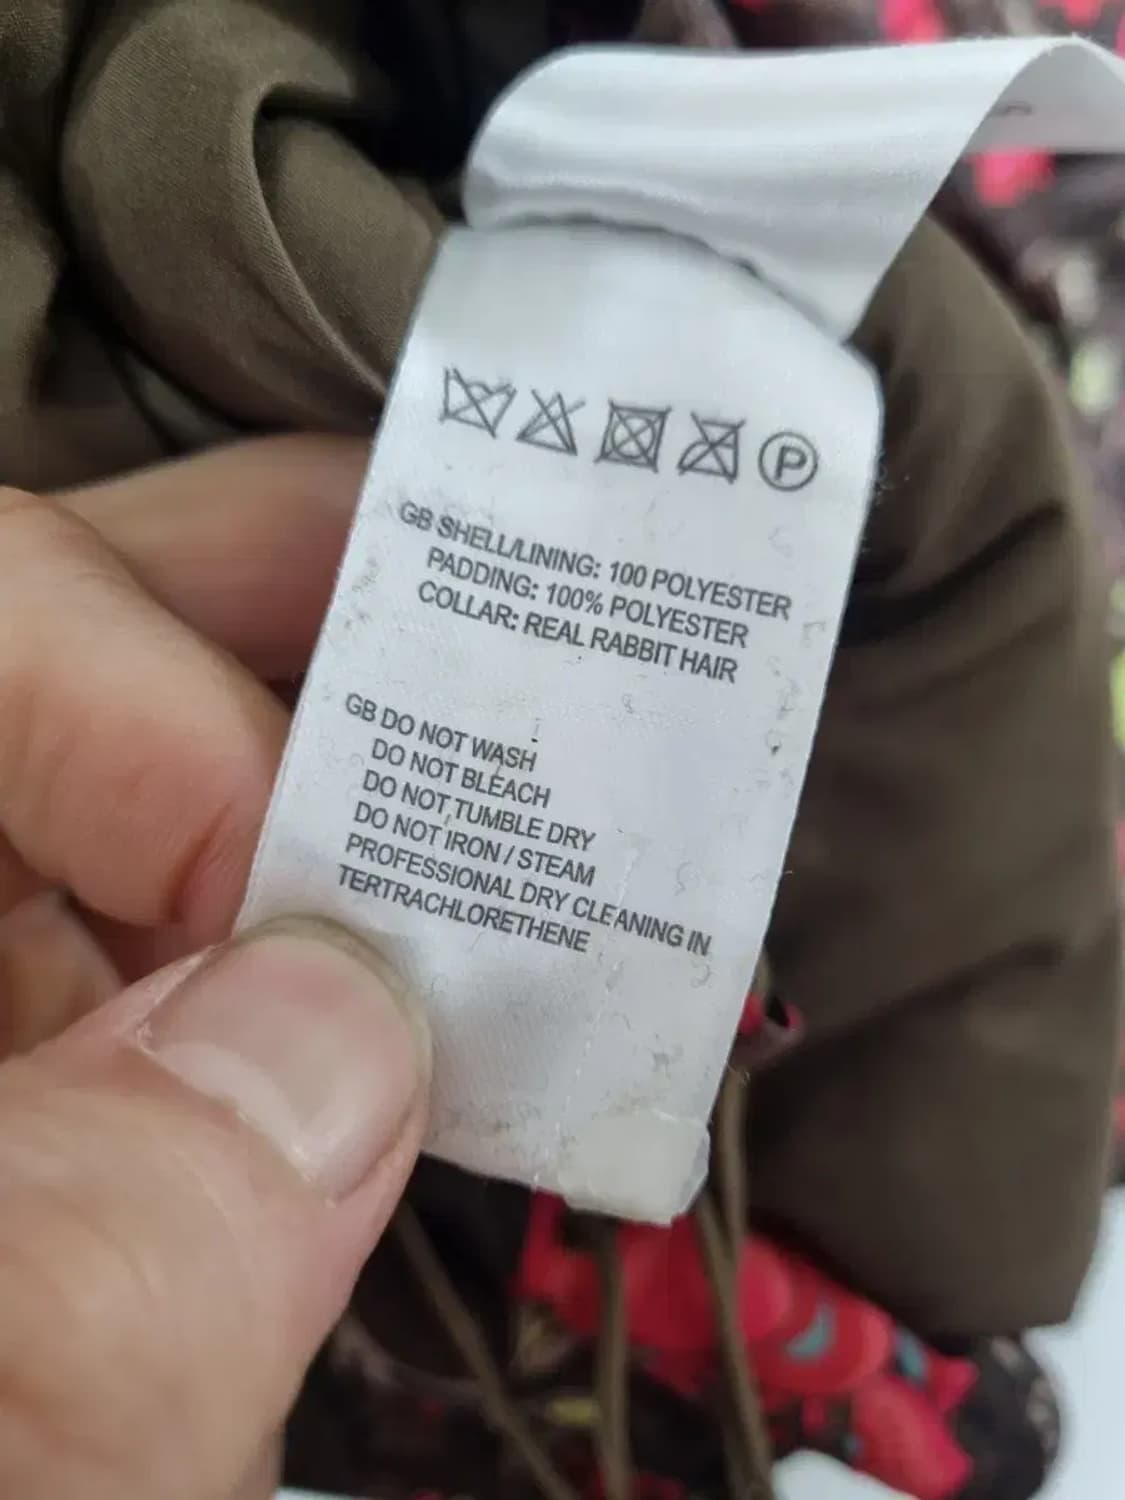 P
GB SHELL/LINING: 100 POLYESTER
PADDING: 100% POLYESTER
COLLAR: REAL RABBIT HAIR
GB DO NOT WASH
DO NOT BLEACH
DO NOT TUMBLE DRY
DO NOT IRON / STEAM
PROFESSIONAL DRY CLEANING IN
TERTRACHLORETHENE